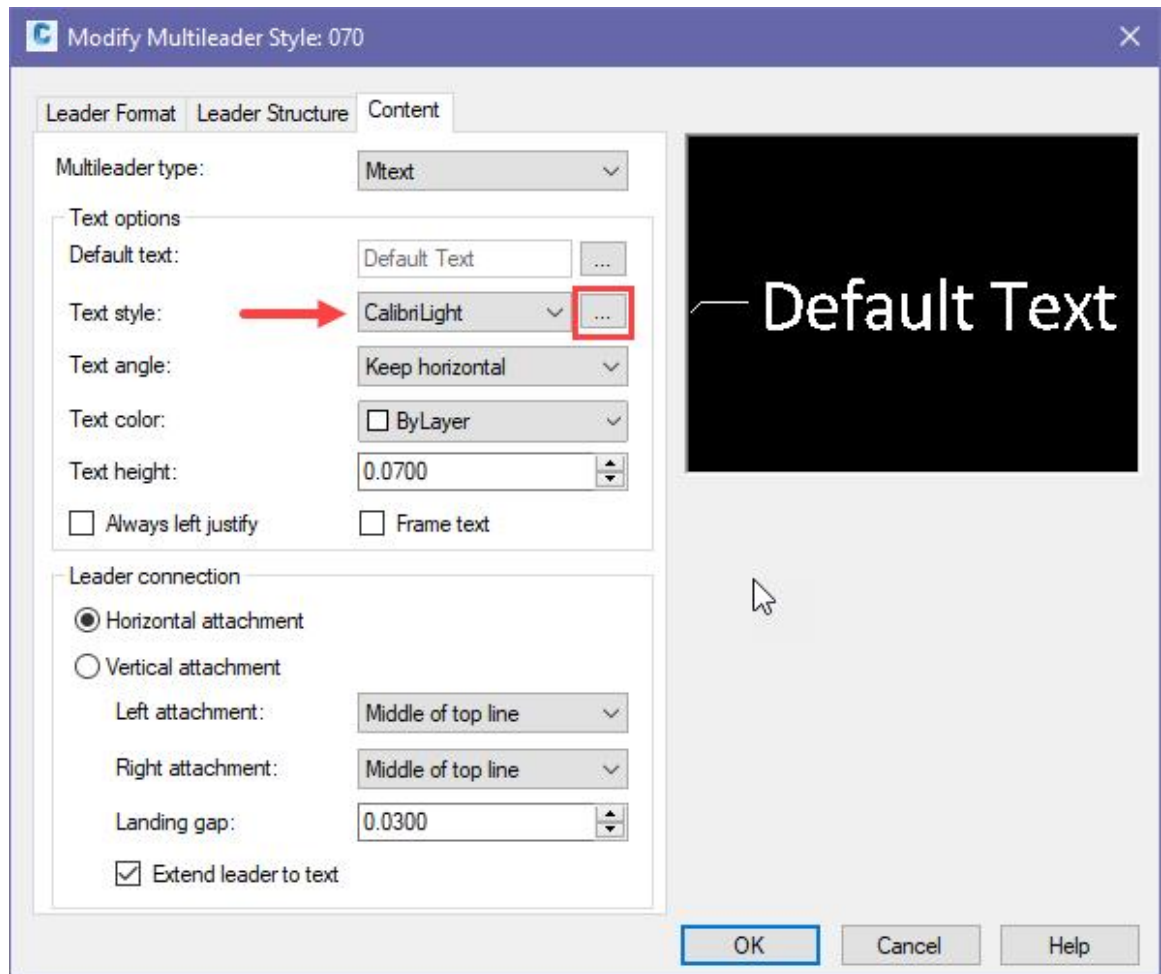 C Modify Multileader Style: 070
Leader Format Leader Structure Content
Multileader type: Mtext
Text options
Default text: Default Text ...
Text style: CalibriLight ...
Default Text
Text angle: Keep horizontal
Text color: ByLayer
Text height: 0.0700
Always left justify Frame text
Leader connection
Horizontal attachment
Vertical attachment
Left attachment: Middle of top line
Right attachment: Middle of top line
Landing gap: 0.0300
Extend leader to text
OK Cancel Help